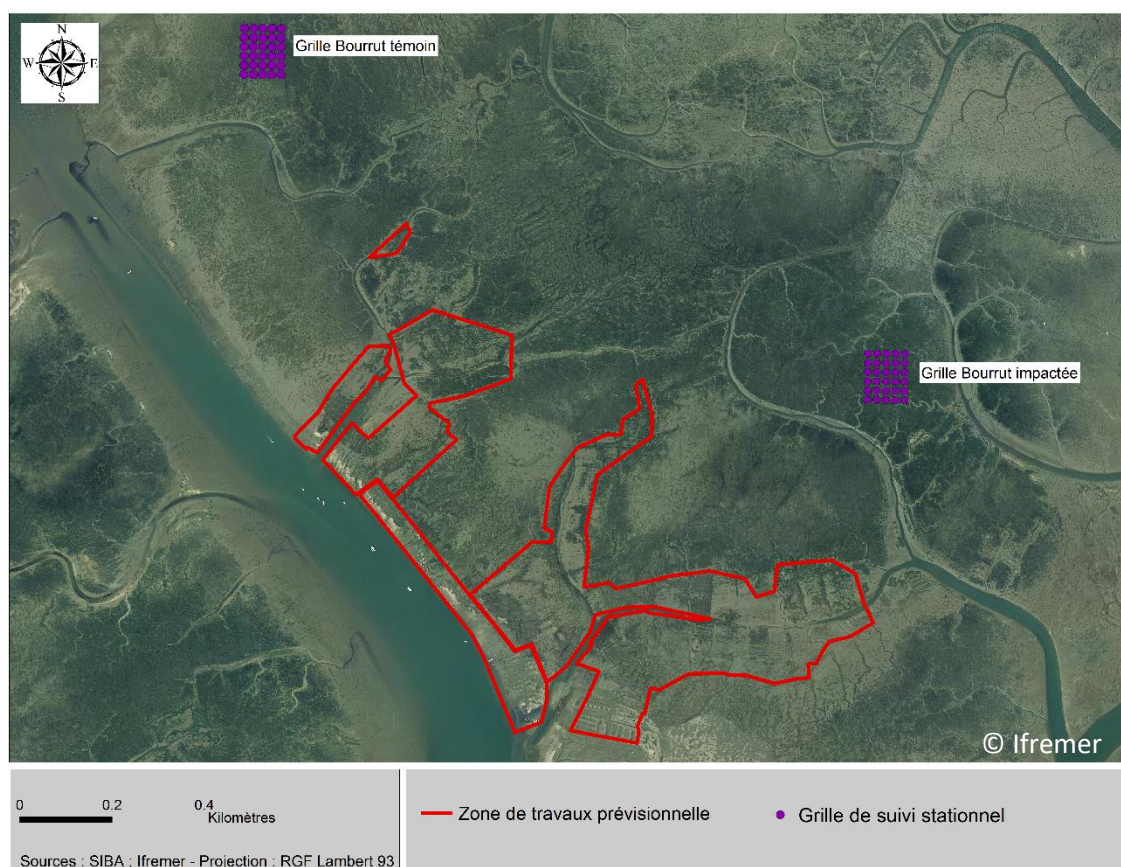 N
W E
S
Grille Bourrut témoin
Grille Bourrut impactée
© Ifremer
0 0.2 0.4
Kilomètres
Zone de travaux prévisionnelle
Grille de suivi stationnel
Sources : SIBA ; Ifremer - Projection : RGF Lambert 93